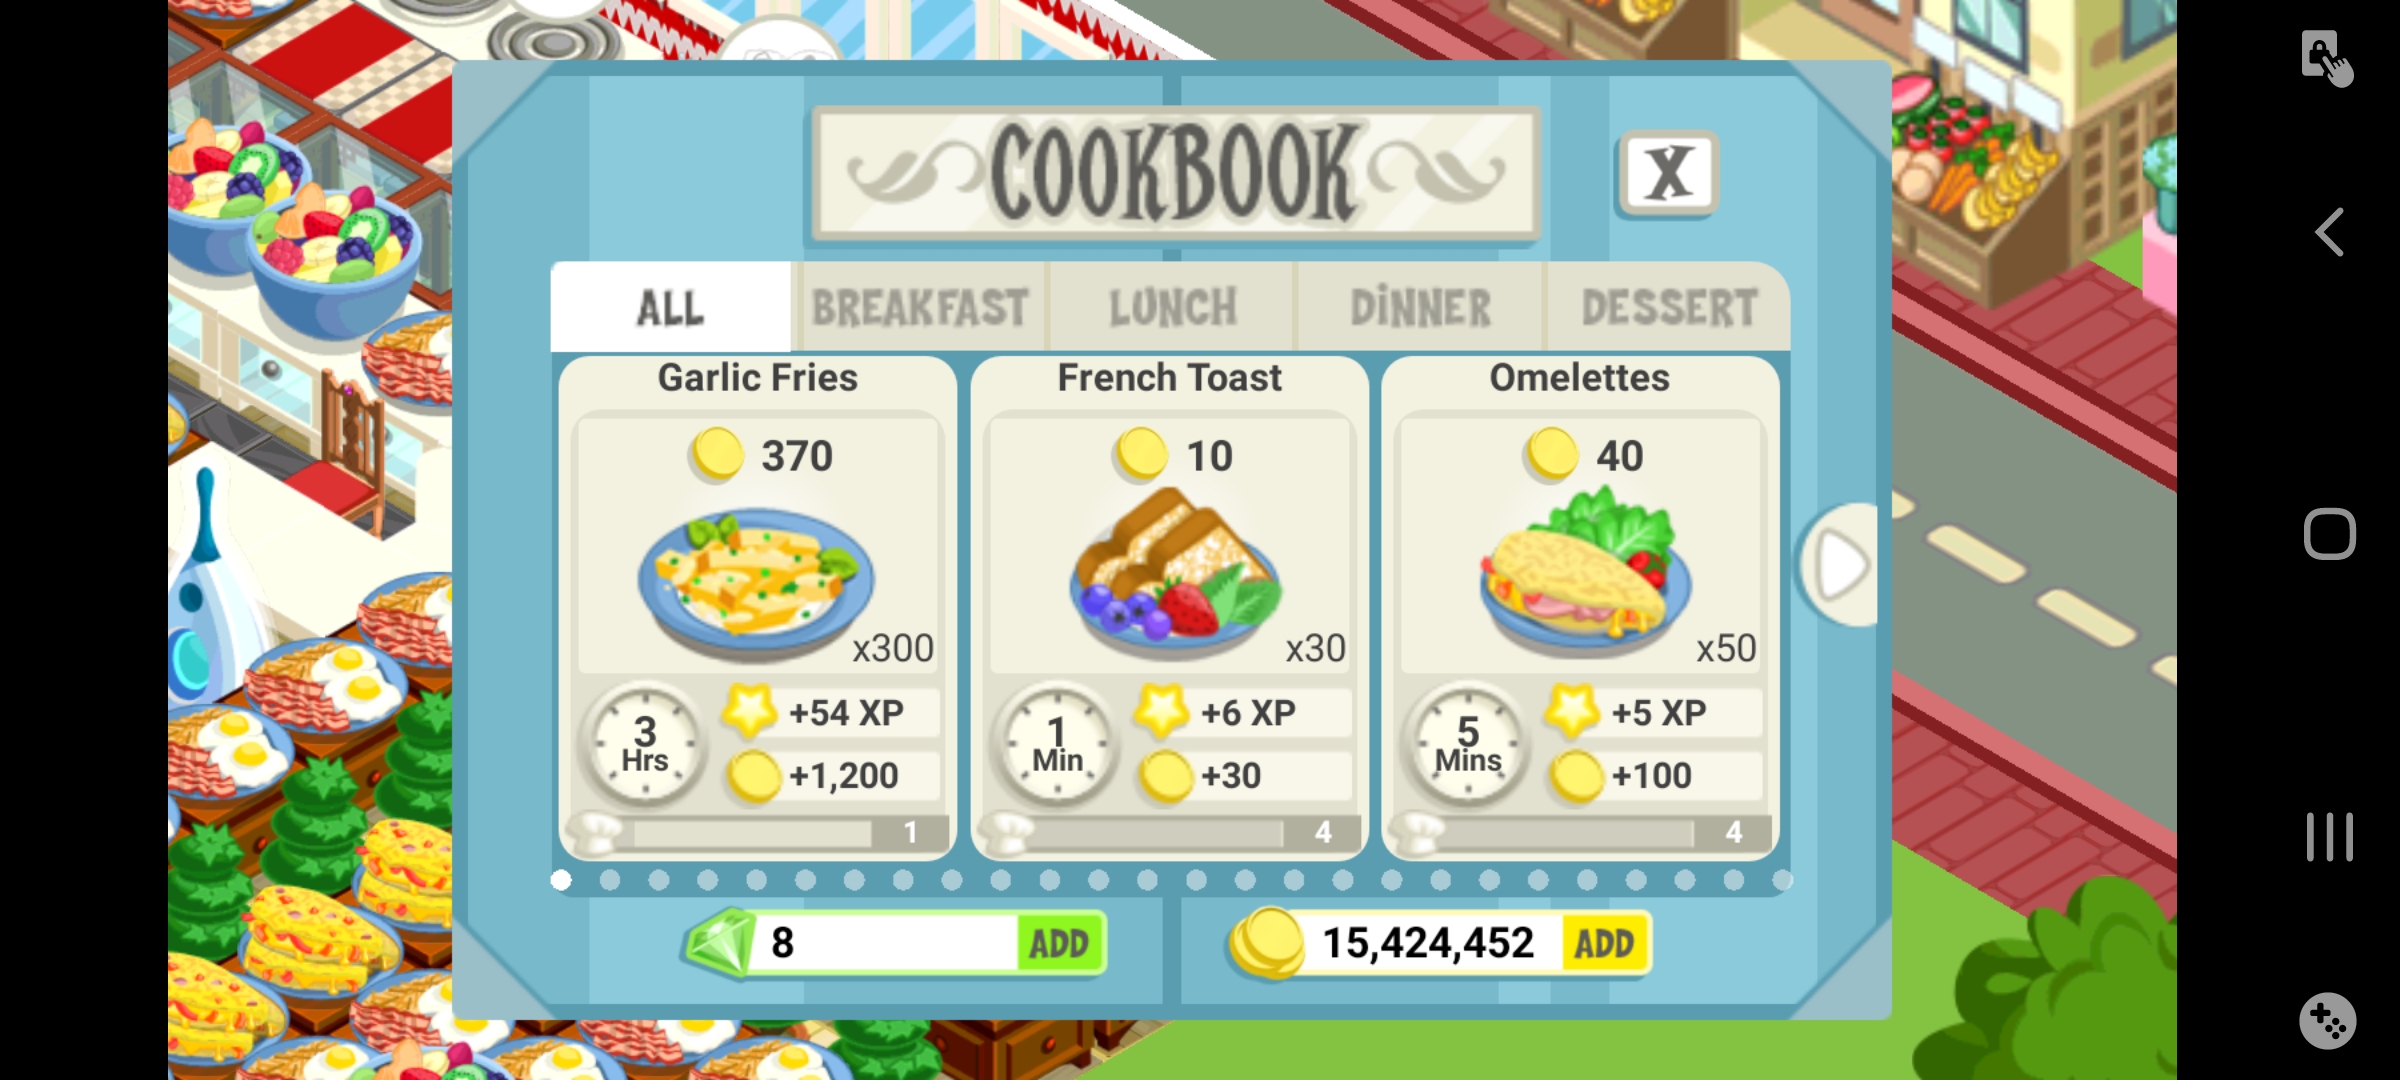 COOKBOOK
X
ALL BREAKFAST LUNCH DINNER DESSERT
Garlic Fries
370
x300
3 Hrs
+54 XP
+1,200
1
French Toast
10
x30
1 Min
+6 XP
+30
4
Omelettes
40
x50
5 Mins
+5 XP
+100
4
8 ADD
15,424,452 ADD